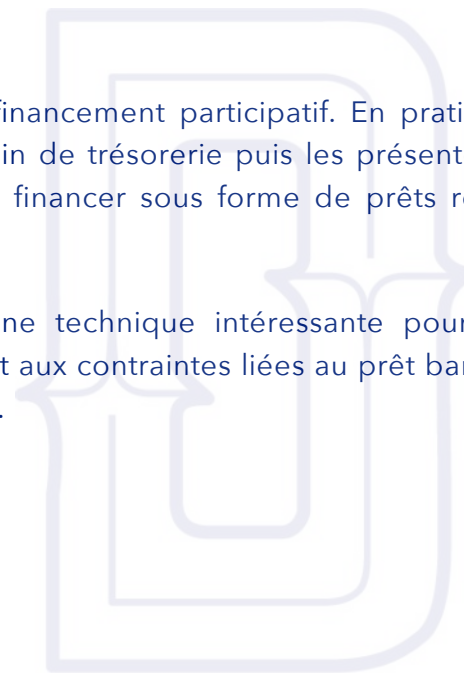 financement participatif. En prati
in de trésorerie puis les présent
financer sous forme de prêts r
ne technique intéressante pour
t aux contraintes liées au prêt ba
.